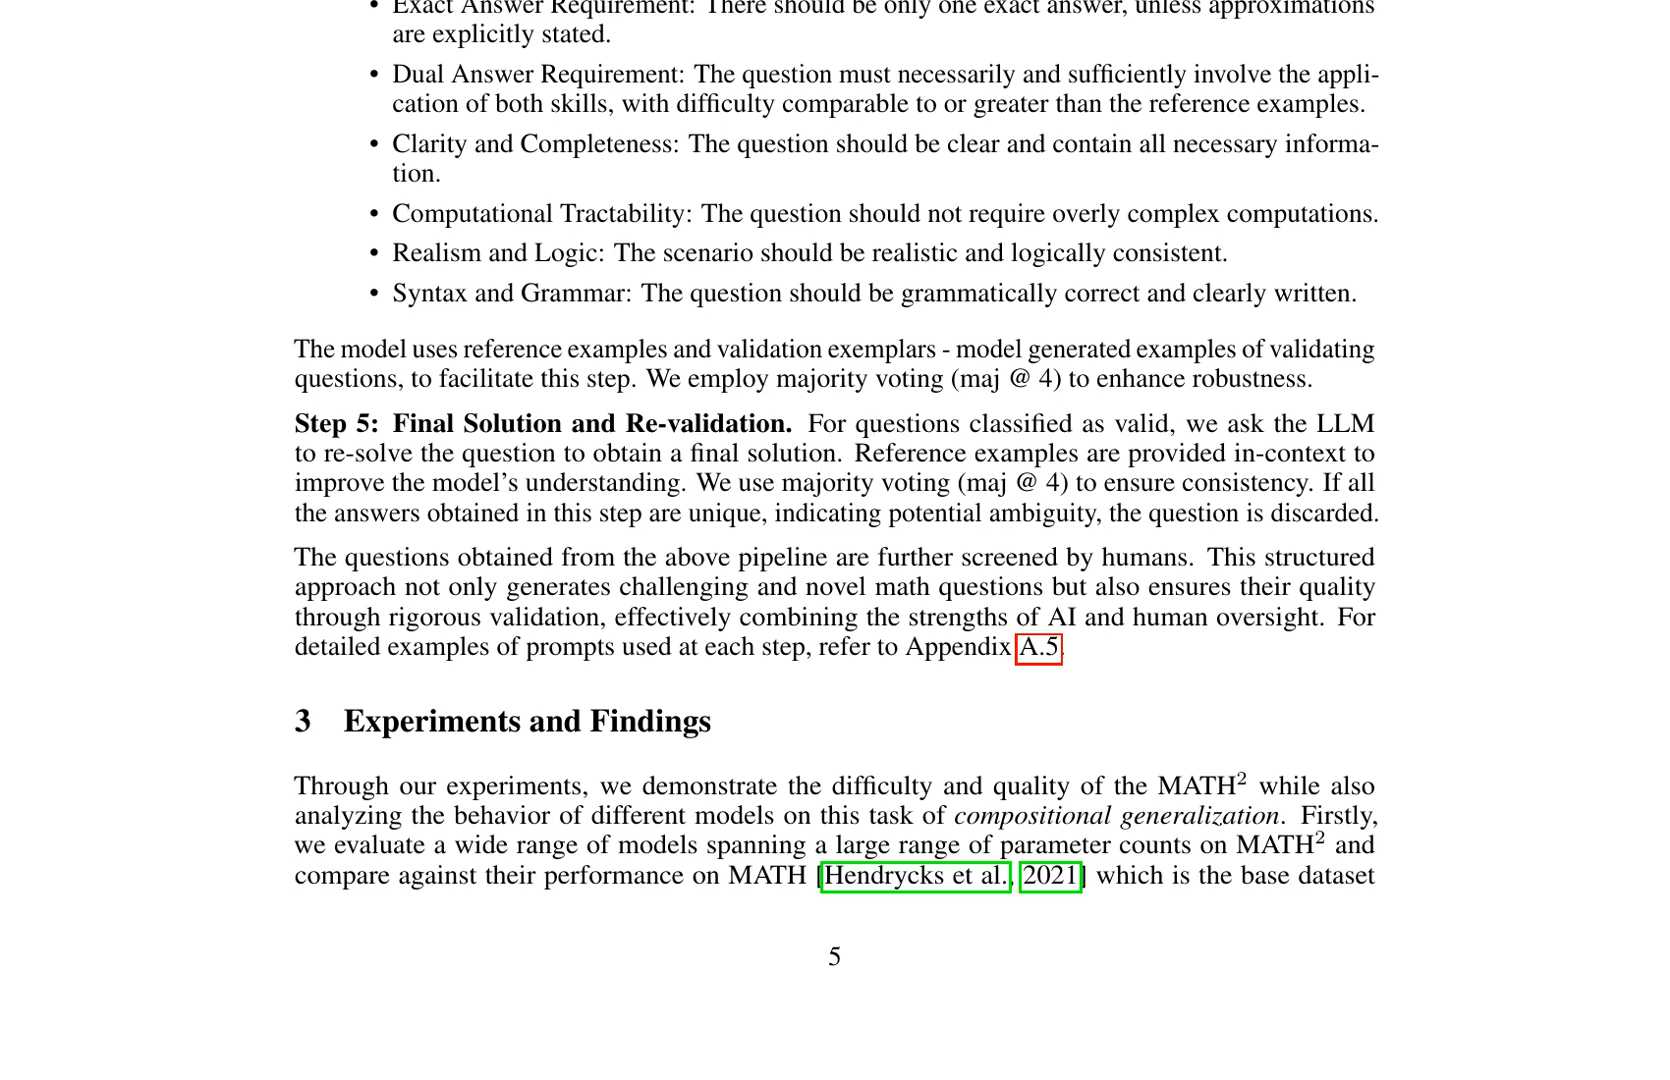 • Exact Answer Requirement: There should be only one exact answer, unless approximations
are explicitly stated.
• Dual Answer Requirement: The question must necessarily and sufficiently involve the appli-
cation of both skills, with difficulty comparable to or greater than the reference examples.
• Clarity and Completeness: The question should be clear and contain all necessary informa-
tion.
• Computational Tractability: The question should not require overly complex computations.
• Realism and Logic: The scenario should be realistic and logically consistent.
• Syntax and Grammar: The question should be grammatically correct and clearly written.
The model uses reference examples and validation exemplars - model generated examples of validating
questions, to facilitate this step. We employ majority voting (maj @ 4) to enhance robustness.
Step 5: Final Solution and Re-validation. For questions classified as valid, we ask the LLM
to re-solve the question to obtain a final solution. Reference examples are provided in-context to
improve the model's understanding. We use majority voting (maj @ 4) to ensure consistency. If all
the answers obtained in this step are unique, indicating potential ambiguity, the question is discarded.
The questions obtained from the above pipeline are further screened by humans. This structured
approach not only generates challenging and novel math questions but also ensures their quality
through rigorous validation, effectively combining the strengths of AI and human oversight. For
detailed examples of prompts used at each step, refer to Appendix A.5.
3 Experiments and Findings
Through our experiments, we demonstrate the difficulty and quality of the MATH² while also
analyzing the behavior of different models on this task of compositional generalization. Firstly,
we evaluate a wide range of models spanning a large range of parameter counts on MATH² and
compare against their performance on MATH [Hendrycks et al., 2021] which is the base dataset
5